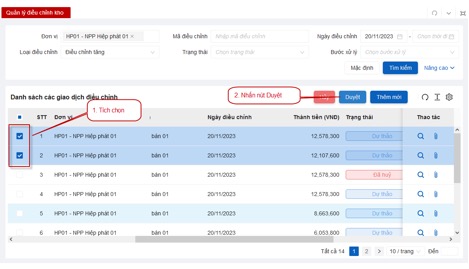 Quản lý điều chỉnh kho
Đơn vị HP01 - NPP Hiệp phát 01 × Mã điều chỉnh Nhập mã điều chỉnh Ngày điều chỉnh 20/11/2023 - Chọn thời đi
Loại điều chỉnh Điều chỉnh tăng Trạng thái Chọn trạng thái Bước xử lý Chọn bước xử lý
Mặc định Tìm kiếm Nâng cao
2. Nhấn nút Duyệt
Danh sách các giao dịch điều chỉnh Duyệt Thêm mới
1. Tích chọn
STT Đơn vị Ngày điều chỉnh Thành tiền (VNĐ) Trạng thái Thao tác
1 HP01 - NPP Hiệp phát 01 bán 01 20/11/2023 12,578,300 Dự thảo
2 HP01 - NPP Hiệp phát 01 bán 01 20/11/2023 12,107,600 Dự thảo
3 HP01 - NPP Hiệp phát 01 bán 01 20/11/2023 12,578,300 Đã huỷ
4 HP01 - NPP Hiệp phát 01 bán 01 20/11/2023 12,578,300 Dự thảo
5 HP01 - NPP Hiệp phát 01 bán 01 20/11/2023 8,663,600 Dự thảo
6 HP01 - NPP Hiệp phát 01 bán 01 20/11/2023 6,053,800 Dự thảo
Tất cả 14 1 2 > 10 / trang Đến